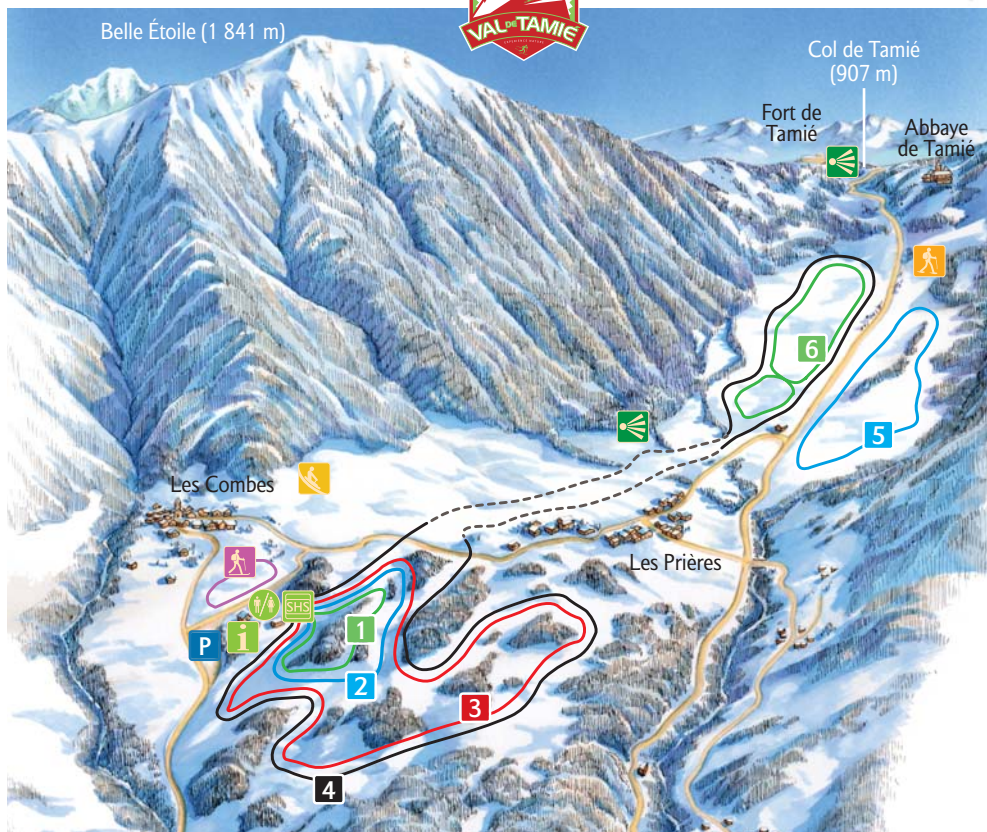 Belle Étoile (1 841 m)
VAL DE TAMIÉ
Col de Tamié
(907 m)
Fort de
Tamié
Abbaye
de Tamié
6
5
Les Combes
Les Prières
SHS
1
i
P
2
3
4